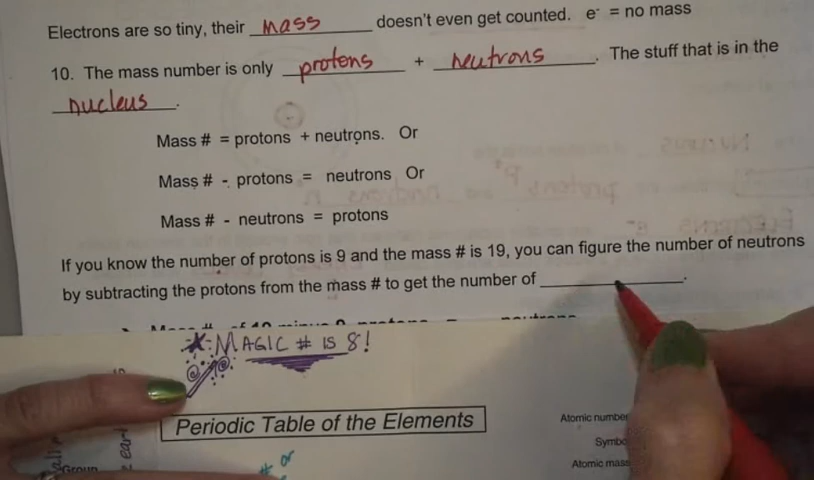 Electrons are so tiny, their mass doesn't even get counted. e⁻ = no mass
10. The mass number is only protons + neutrons. The stuff that is in the
nucleus.
Mass # = protons + neutrons. Or
Mass # - protons = neutrons Or
Mass # - neutrons = protons
If you know the number of protons is 9 and the mass # is 19, you can figure the number of neutrons
by subtracting the protons from the mass # to get the number of ______.
MAGIC # IS 8!
Periodic Table of the Elements
Atomic number
Symbo
Atomic mass
Group
# or